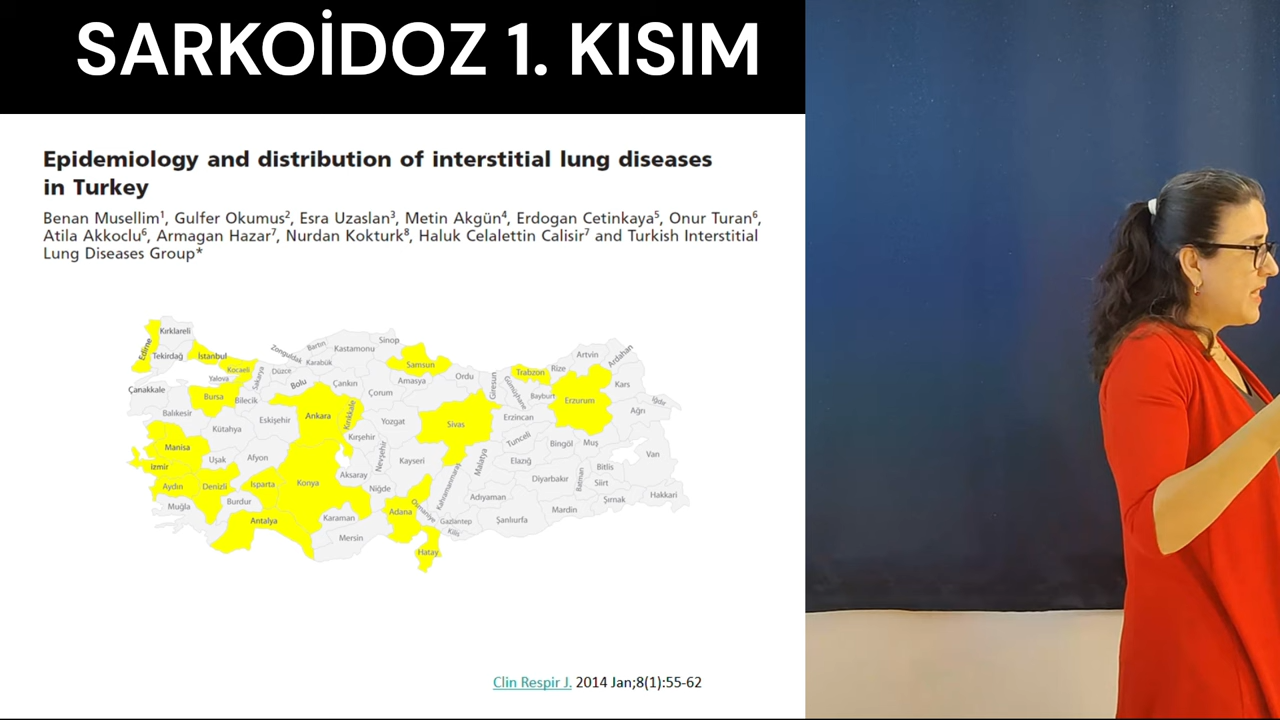 SARKOİDOZ 1. KISIM
Epidemiology and distribution of interstitial lung diseases
in Turkey
Benan Musellim¹, Gulfer Okumus², Esra Uzaslan³, Metin Akgün⁴, Erdogan Cetinkaya⁵, Onur Turan⁶,
Atila Akkoclu⁶, Armagan Hazar⁷, Nurdan Kokturk⁸, Haluk Celalettin Calisir⁷ and Turkish Interstitial
Lung Diseases Group*
Kırklareli
Edirne
Tekirdağ
İstanbul
Kocaeli
Yalova
Sakarya
Düzce
Zonguldak
Bartın
Karabük
Kastamonu
Sinop
Samsun
Ordu
Giresun
Gümüşhane
Trabzon
Rize
Artvin
Ardahan
Çanakkale
Bursa
Bilecik
Bolu
Çankırı
Amasya
Çorum
Bayburt
Erzurum
Kars
Iğdır
Balıkesir
Kütahya
Eskişehir
Ankara
Kırıkkale
Yozgat
Sivas
Erzincan
Ağrı
Manisa
Uşak
Afyon
Kırşehir
Nevşehir
Kayseri
Malatya
Tunceli
Elazığ
Bingöl
Muş
Van
İzmir
Aydın
Denizli
Isparta
Konya
Aksaray
Niğde
Kahramanmaraş
Adıyaman
Diyarbakır
Batman
Bitlis
Siirt
Muğla
Burdur
Antalya
Karaman
Mersin
Adana
Osmaniye
Gaziantep
Kilis
Şanlıurfa
Mardin
Şırnak
Hakkari
Hatay
Clin Respir J. 2014 Jan;8(1):55-62